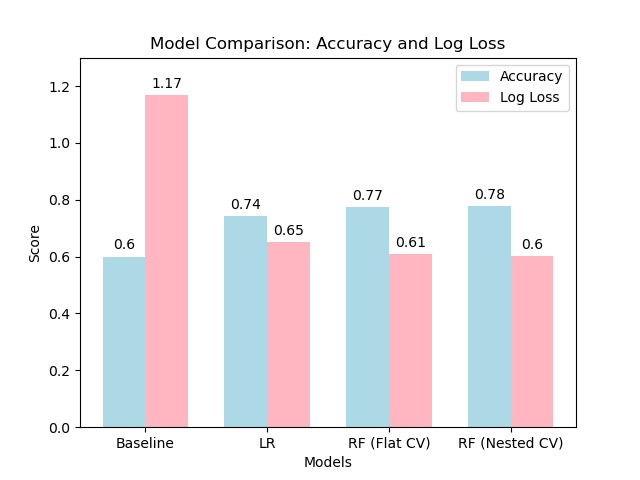 Model Comparison: Accuracy and Log Loss
Accuracy
Log Loss
1.2
1.0
0.8
0.6
0.4
0.2
0.0
Score
0.6
1.17
0.74
0.65
0.77
0.61
0.78
0.6
Baseline
LR
RF (Flat CV)
RF (Nested CV)
Models